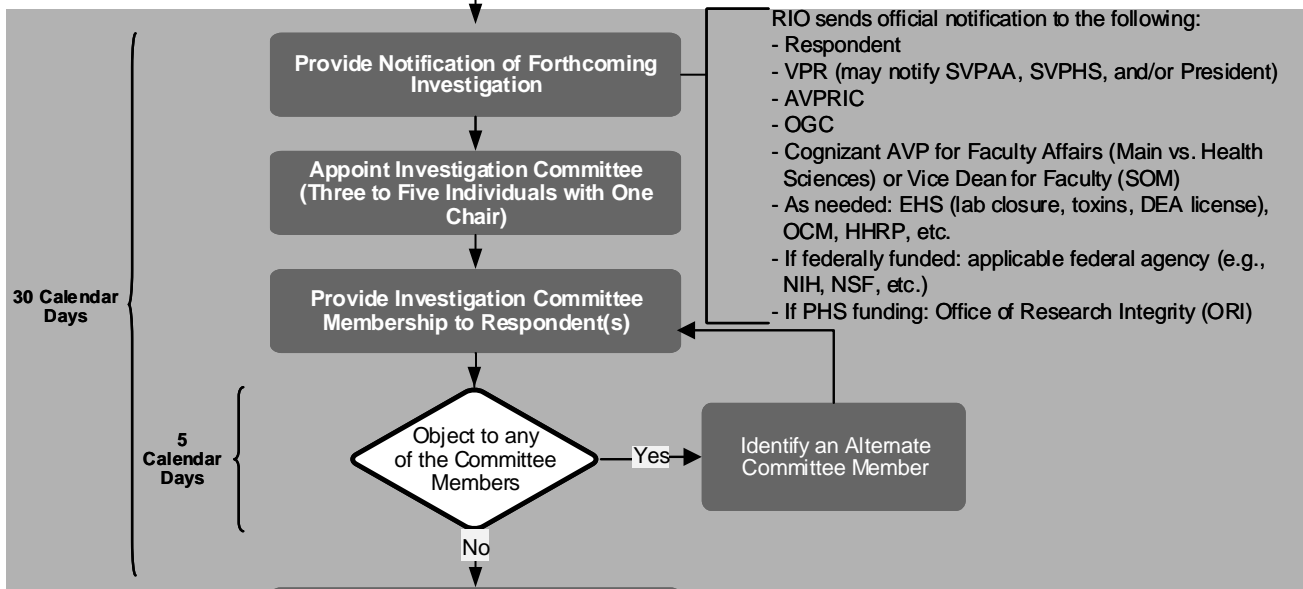 Provide Notification of Forthcoming
Investigation
RIO sends official notification to the following:
- Respondent
- VPR (may notify SVPAA, SVPHS, and/or President)
- AVPRIC
- OGC
- Cognizant AVP for Faculty Affairs (Main vs. Health
Sciences) or Vice Dean for Faculty (SOM)
- As needed: EHS (lab closure, toxins, DEA license),
OCM, HHRP, etc.
- If federally funded: applicable federal agency (e.g.,
NIH, NSF, etc.)
- If PHS funding: Office of Research Integrity (ORI)
Appoint Investigation Committee
(Three to Five Individuals with One
Chair)
30 Calendar
Days
Provide Investigation Committee
Membership to Respondent(s)
5
Calendar
Days
Object to any
of the Committee
Members
Yes
Identify an Alternate
Committee Member
No